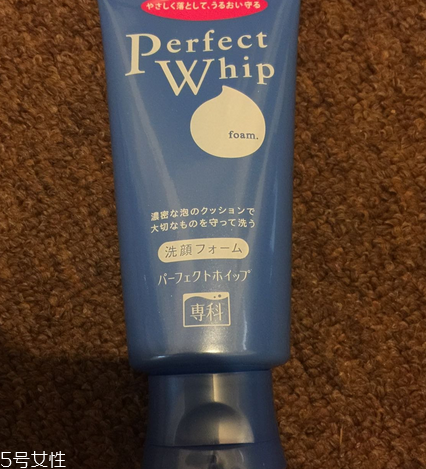 やさしく落として、うるおい守る
Perfect
Whip
foam.
濃密な泡のクッションで
大切なものを守って洗う
洗顔フォーム
パーフェクトホイップ
専科
5号女性